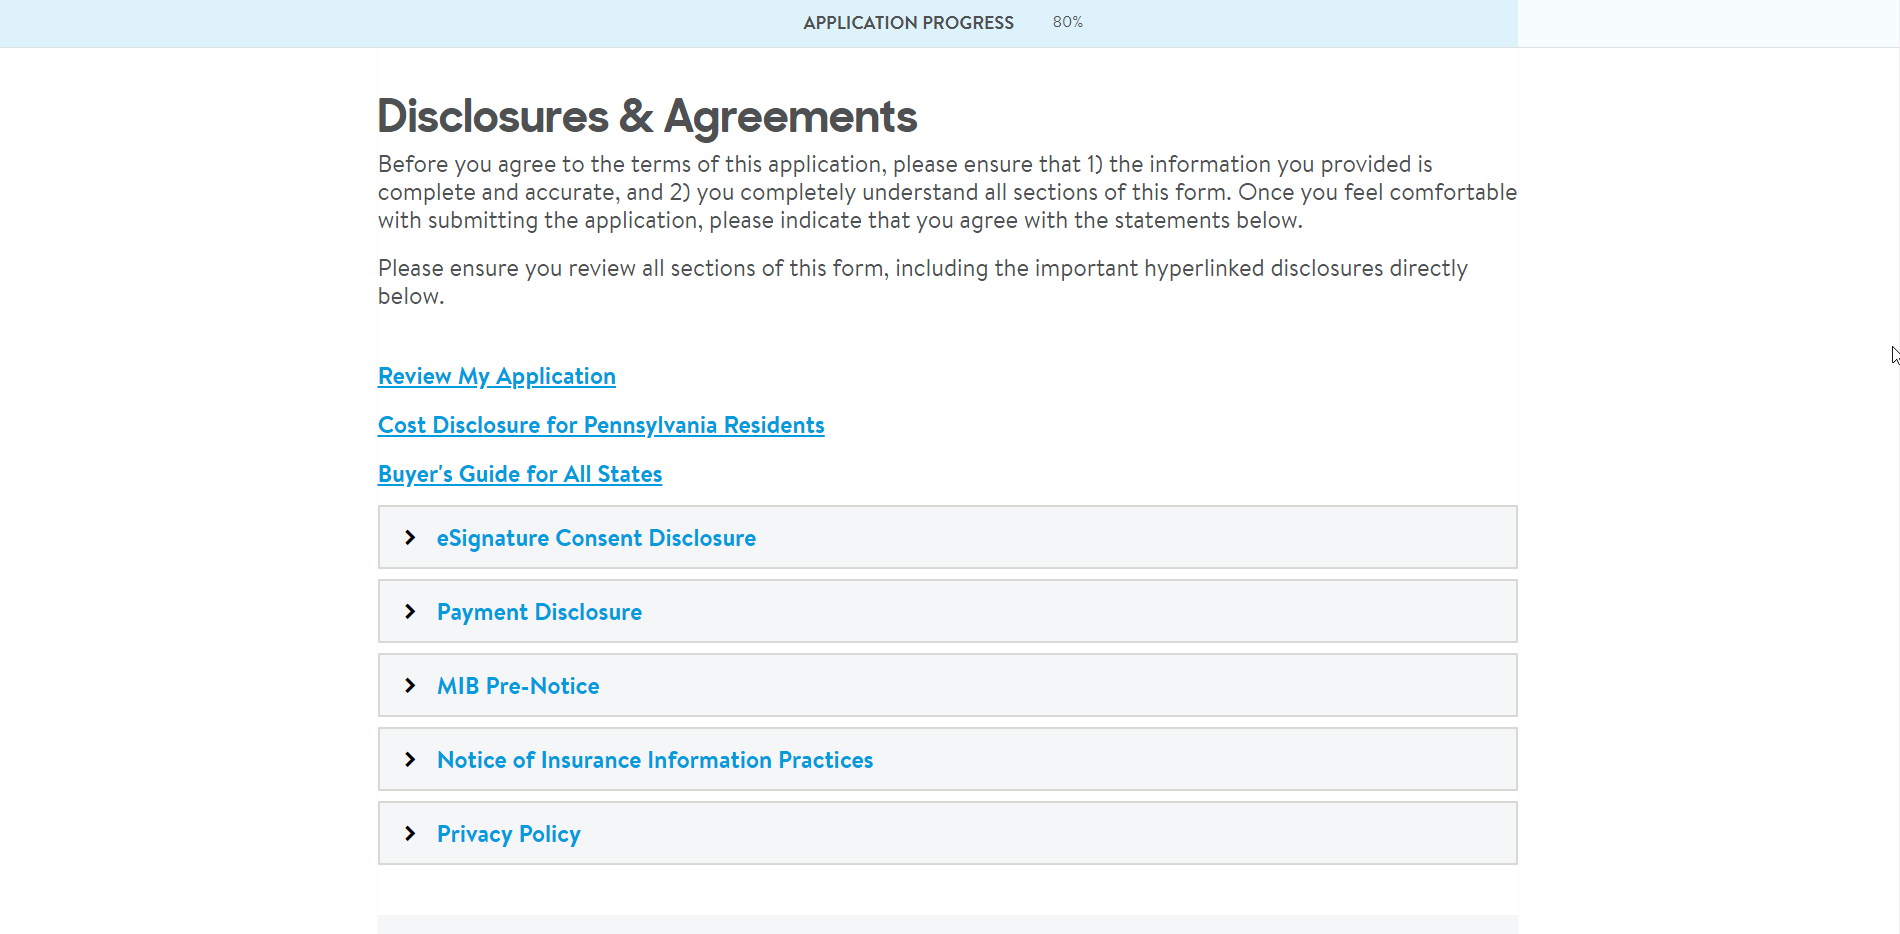 APPLICATION PROGRESS 80%
Disclosures & Agreements
Before you agree to the terms of this application, please ensure that 1) the information you provided is
complete and accurate, and 2) you completely understand all sections of this form. Once you feel comfortable
with submitting the application, please indicate that you agree with the statements below.
Please ensure you review all sections of this form, including the important hyperlinked disclosures directly
below.
Review My Application
Cost Disclosure for Pennsylvania Residents
Buyer's Guide for All States
eSignature Consent Disclosure
Payment Disclosure
MIB Pre-Notice
Notice of Insurance Information Practices
Privacy Policy